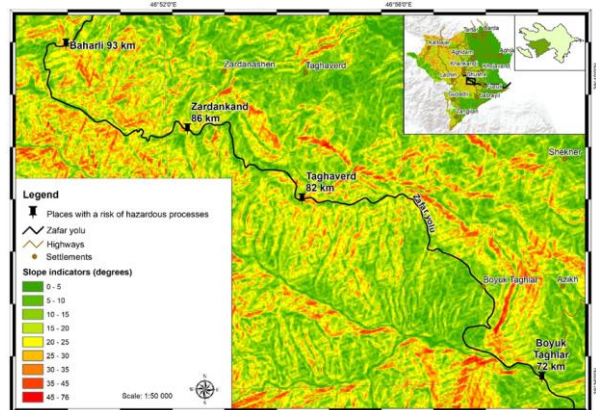 46°52'0"E
46°56'0"E
Baharli 93 km
Zardanashen
Taghaverd
Zardankand
86 km
Taghaverd
82 km
Zafar yolu
Shekher
Boyuk Taghlar
Azikh
Boyuk
Taghlar
72 km
Legend
Places with a risk of hazardous processes
Zafar yolu
Highways
Settlements
Slope indicators (degrees)
0 - 5
5 - 10
10 - 15
15 - 20
20 - 25
25 - 30
30 - 35
35 - 45
45 - 76
Scale: 1:50 000